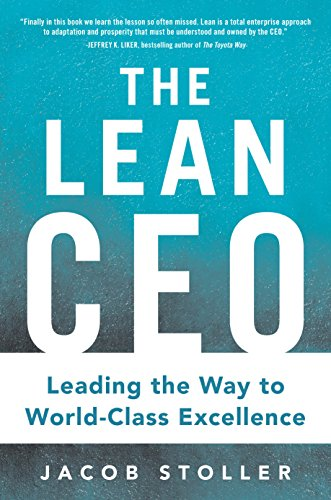 "Finally in this book we learn the lesson so often missed. Lean is a total enterprise approach
to adaptation and prosperity that must be understood and owned by the CEO."
-JEFFREY K. LIKER, bestselling author of The Toyota Way-
THE
LEAN
CEO
Leading the Way to
World-Class Excellence
JACOB STOLLER